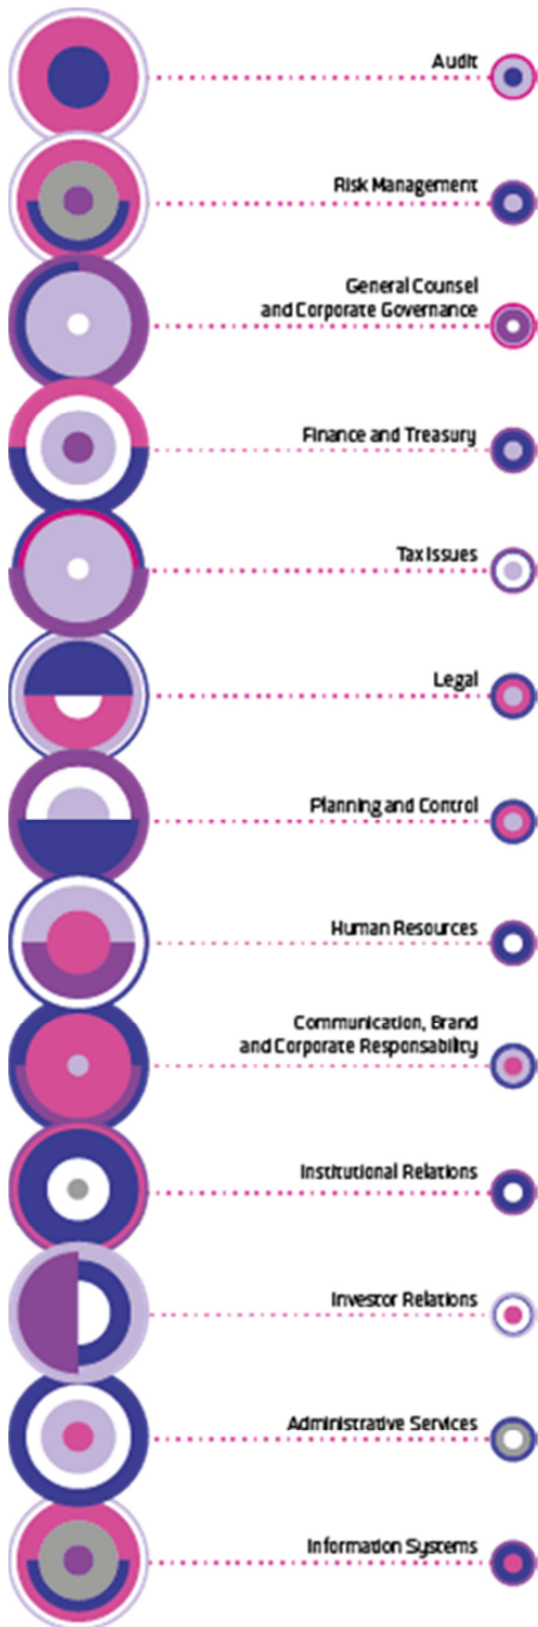 Audit
Risk Management
General Counsel
and Corporate Governance
Finance and Treasury
Tax Issues
Legal
Planning and Control
Human Resources
Communication, Brand
and Corporate Responsability
Institutional Relations
Investor Relations
Administrative Services
Information Systems